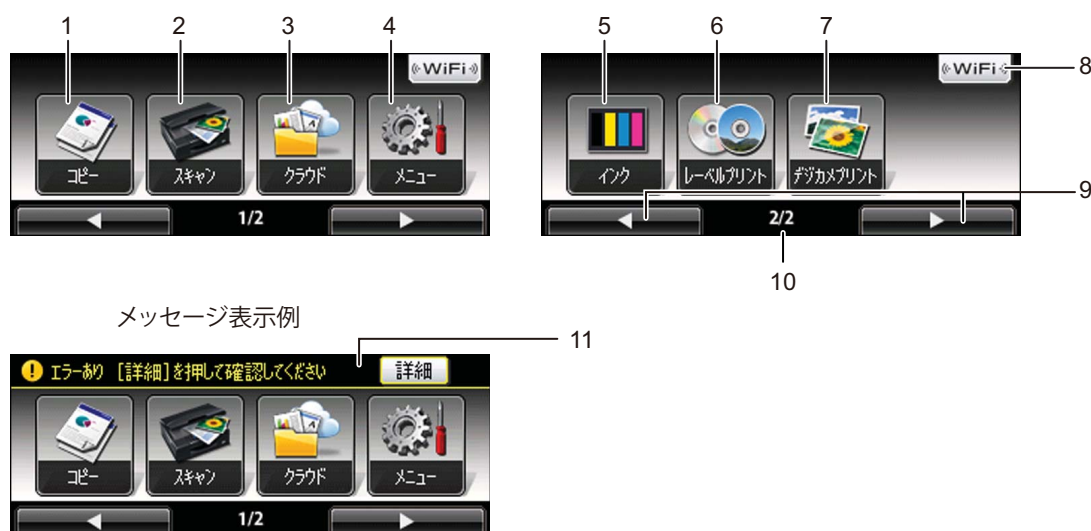 1 2 3 4
WiFi
コピー スキャン クラウド メニュー
1/2
5 6 7
WiFi 8
インク レーベルプリント デジカメプリント
9
2/2
10
メッセージ表示例
11
エラーあり [詳細]を押して確認してください 詳細
コピー スキャン クラウド メニュー
1/2